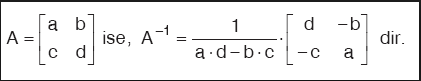 A = [a b; c d] ise, A⁻¹ = 1/(a·d–b·c) · [d –b; –c a] dir.